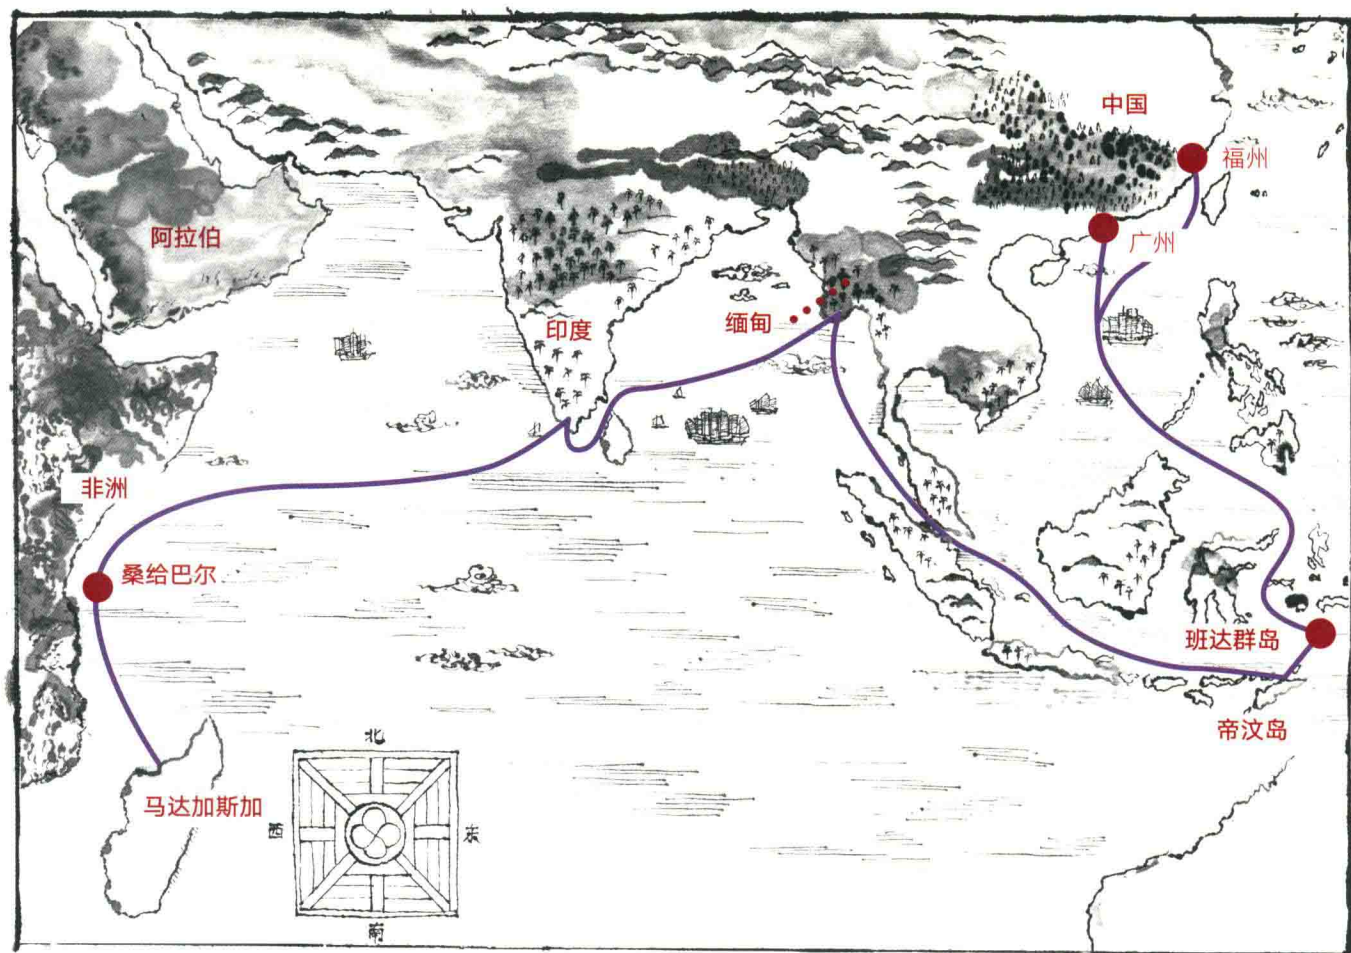 中国
福州
阿拉伯
广州
缅甸
印度
非洲
桑给巴尔
班达群岛
帝汶岛
马达加斯加
北
西
东
南